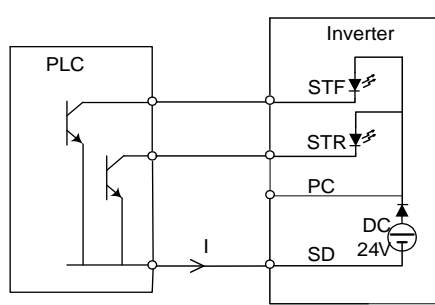 Inverter
PLC
STF
STR
PC
DC
24V
I
SD